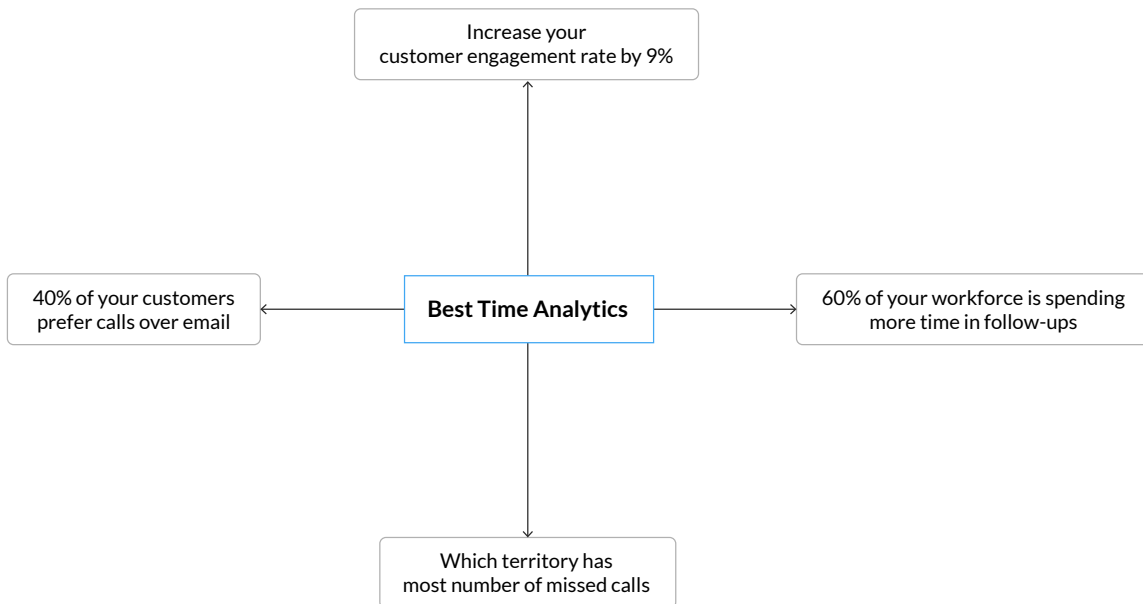 Increase your
customer engagement rate by 9%
40% of your customers
prefer calls over email
Best Time Analytics
60% of your workforce is spending
more time in follow-ups
Which territory has
most number of missed calls